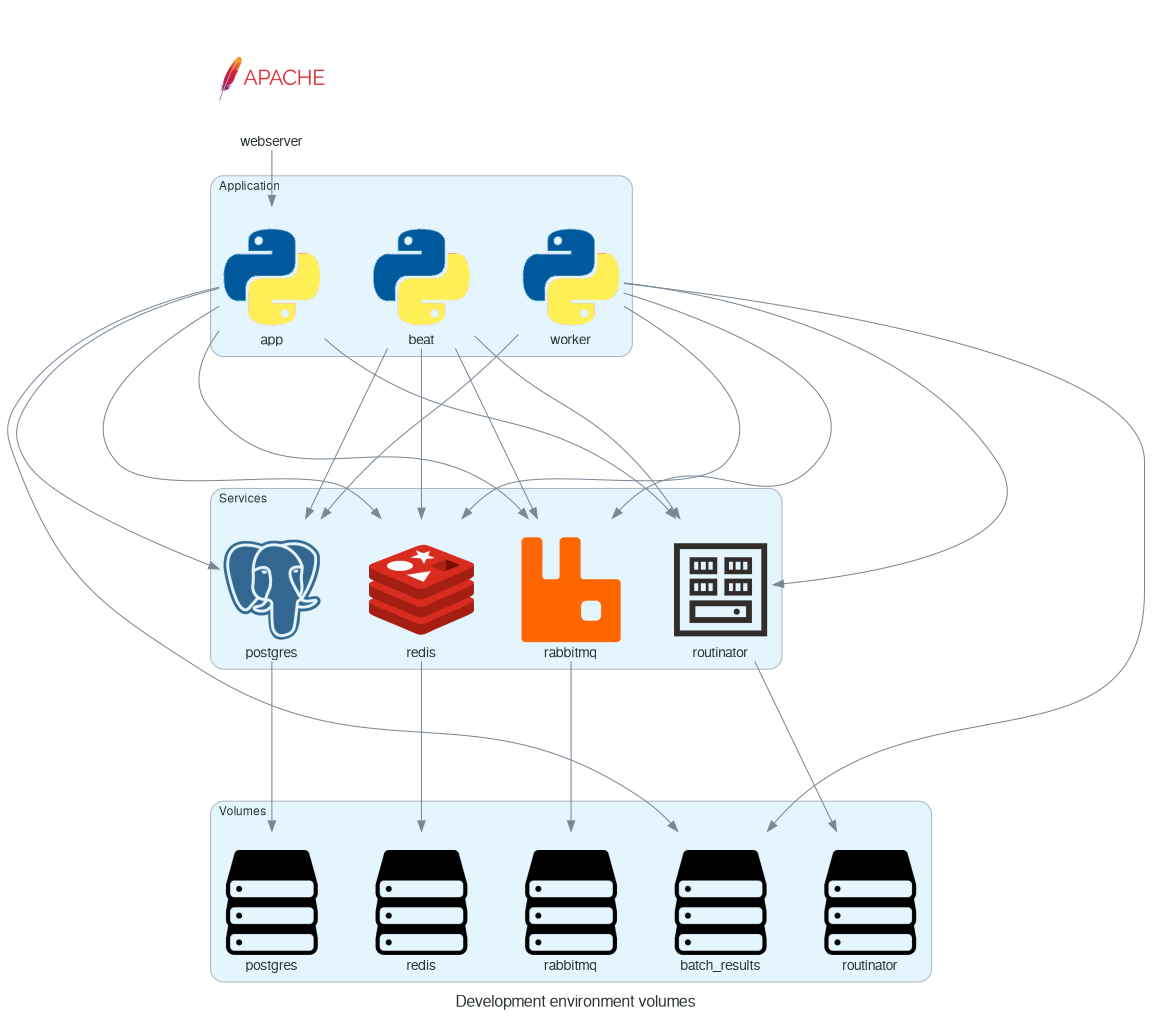 APACHE
webserver
Application
app
beat
worker
Services
postgres
redis
rabbitmq
routinator
Volumes
postgres
redis
rabbitmq
batch_results
routinator
Development environment volumes